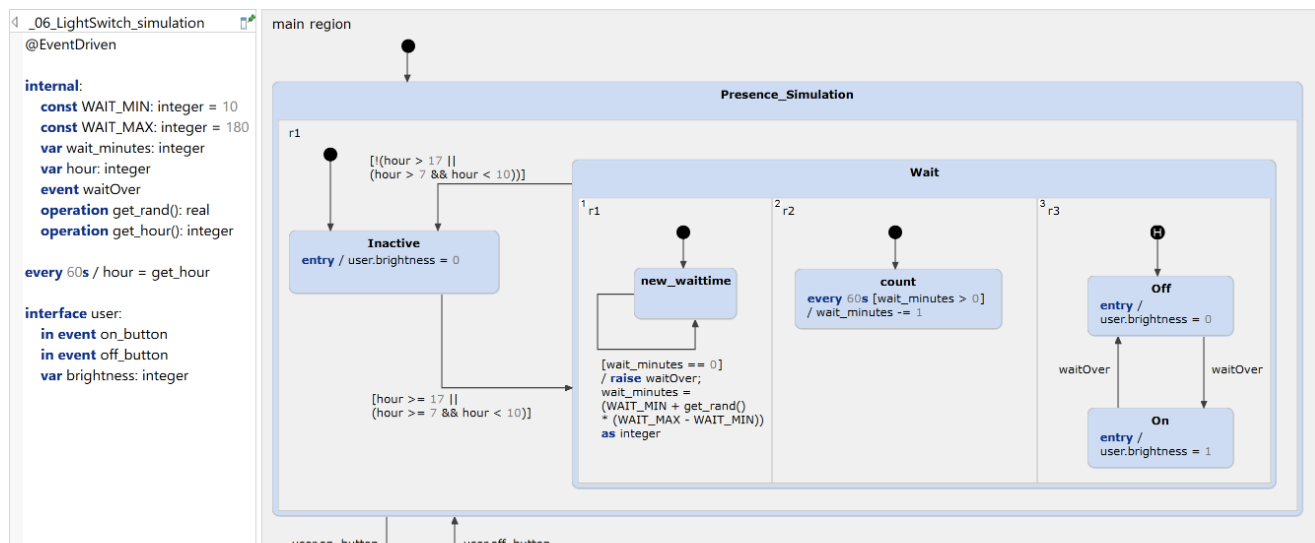 _06_LightSwitch_simulation
@EventDriven
internal:
const WAIT_MIN: integer = 10
const WAIT_MAX: integer = 180
var wait_minutes: integer
var hour: integer
event waitOver
operation get_rand(): real
operation get_hour(): integer
every 60s / hour = get_hour
interface user:
in event on_button
in event off_button
var brightness: integer
main region
Presence_Simulation
r1
[!(hour > 17 ||
(hour > 7 && hour < 10))]
Inactive
entry / user.brightness = 0
[hour >= 17 ||
(hour >= 7 && hour < 10)]
Wait
1 r1
new_waittime
[wait_minutes == 0]
/ raise waitOver;
wait_minutes =
(WAIT_MIN + get_rand()
* (WAIT_MAX - WAIT_MIN))
as integer
2 r2
count
every 60s [wait_minutes > 0]
/ wait_minutes -= 1
3 r3
H
Off
entry /
user.brightness = 0
waitOver
waitOver
On
entry /
user.brightness = 1
user.on_button
user.off_button